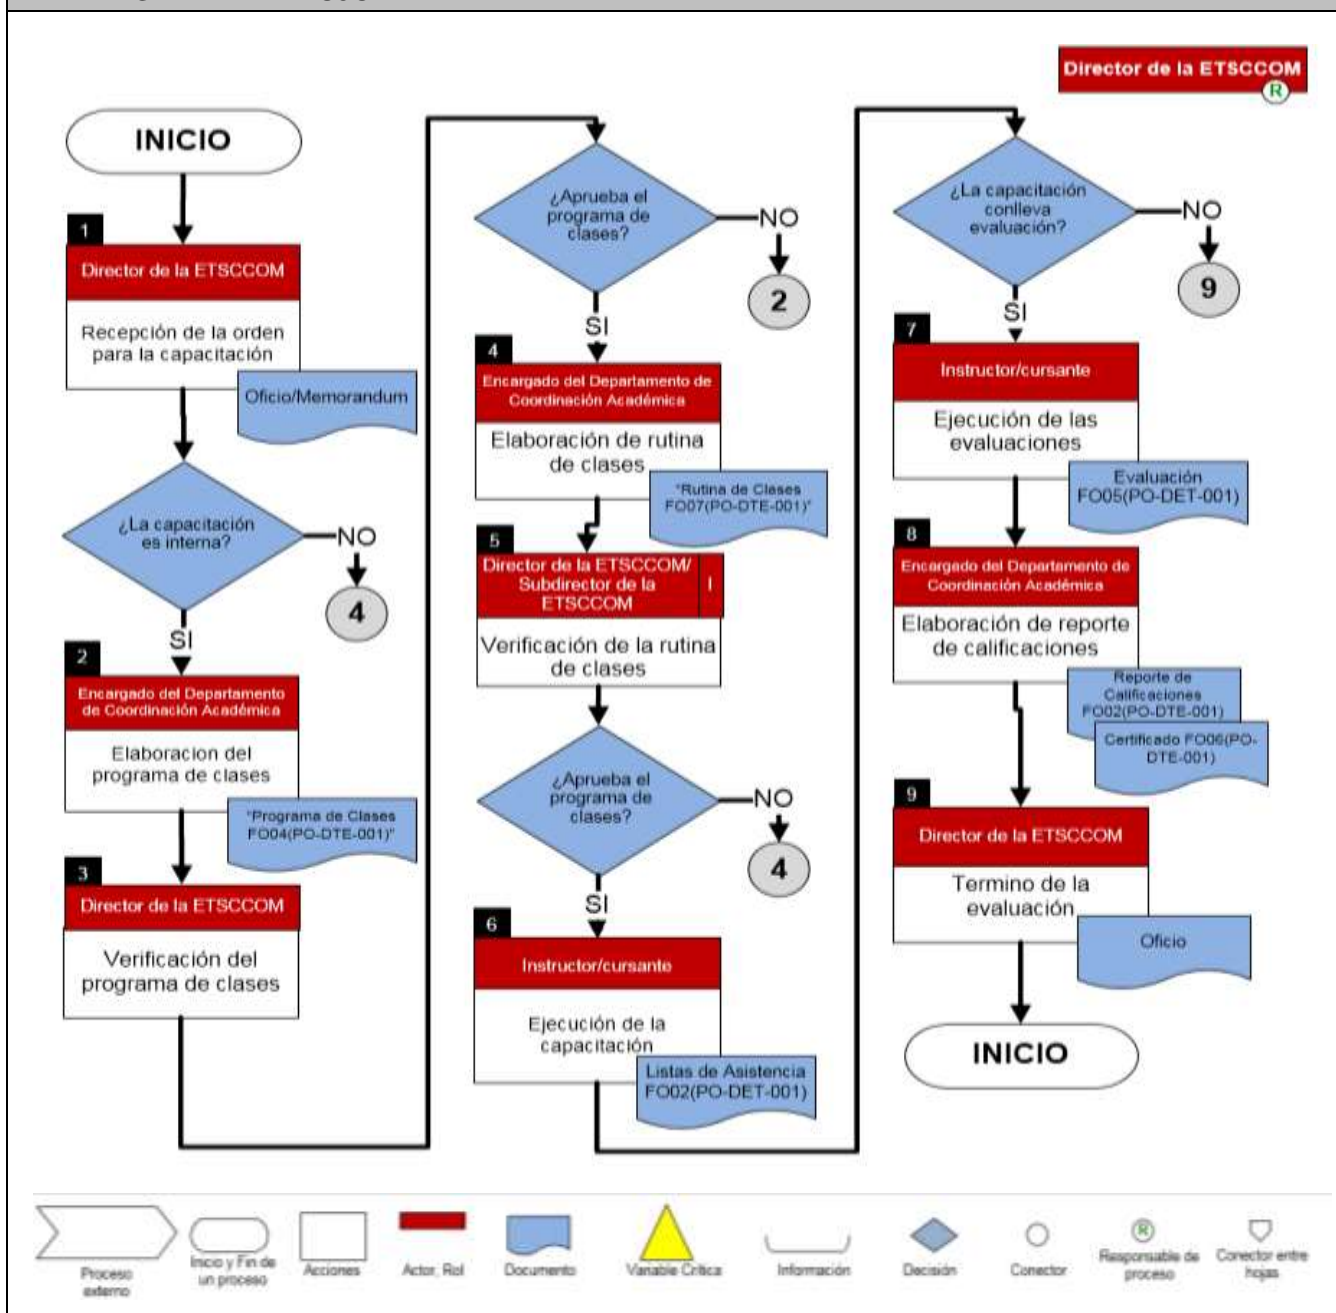 Director de la ETSCCOM
R
INICIO
1
Director de la ETSCCOM
Recepción de la orden
para la capacitación
Oficio/Memorandum
¿La capacitación
es interna?
NO
4
SI
2
Encargado del Departamento
de Coordinación Académica
Elaboracion del
programa de clases
"Programa de Clases
FO04(PO-DTE-001)"
3
Director de la ETSCCOM
Verificación del
programa de clases
¿Aprueba el
programa de
clases?
NO
2
SI
4
Encargado del Departamento de
Coordinación Académica
Elaboración de rutina
de clases
"Rutina de Clases
FO07(PO-DTE-001)"
5
Director de la ETSCCOM/
Subdirector de la
ETSCCOM
I
Verificación de la rutina
de clases
¿Aprueba el
programa de
clases?
NO
4
SI
6
Instructor/cursante
Ejecución de la
capacitación
Listas de Asistencia
FO02(PO-DET-001)
¿La capacitación
conlleva
evaluación?
NO
9
SI
7
Instructor/cursante
Ejecución de las
evaluaciones
Evaluación
FO05(PO-DET-001)
8
Encargado del Departamento de
Coordinación Académica
Elaboración de reporte
de calificaciones
Reporte de
Calificaciones
FO02(PO-DTE-001)
Certificado FO06(PO-
DTE-001)
9
Director de la ETSCCOM
Termino de la
evaluación
Oficio
INICIO
Proceso
externo
Inicio y Fin de
un proceso
Acciones
Actor, Rol
Documento
Variable Crítica
Información
Decisión
Conector
R
Responsable de
proceso
Conector entre
hojas